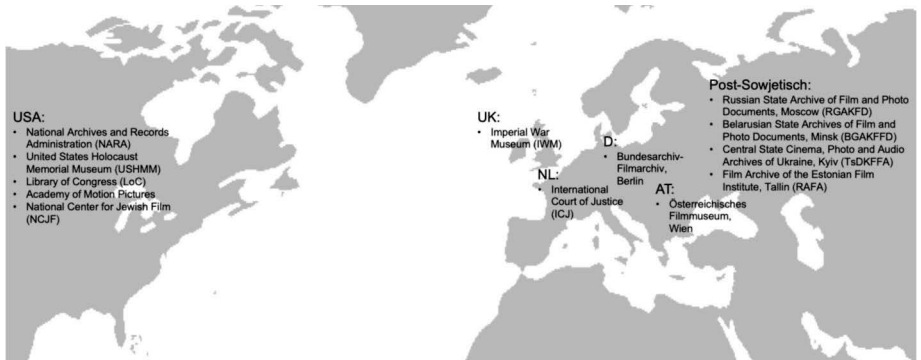 USA:
• National Archives and Records
Administration (NARA)
• United States Holocaust
Memorial Museum (USHMM)
• Library of Congress (LoC)
• Academy of Motion Pictures
• National Center for Jewish Film
(NCJF)
UK:
• Imperial War
Museum (IWM)
NL:
• International
Court of Justice
(ICJ)
D:
• Bundesarchiv-
Filmarchiv,
Berlin
AT:
• Österreichisches
Filmmuseum,
Wien
Post-Sowjetisch:
• Russian State Archive of Film and Photo
Documents, Moscow (RGAKFD)
• Belarusian State Archives of Film and
Photo Documents, Minsk (BGAKFFD)
• Central State Cinema, Photo and Audio
Archives of Ukraine, Kyiv (TsDKFFA)
• Film Archive of the Estonian Film
Institute, Tallin (RAFA)